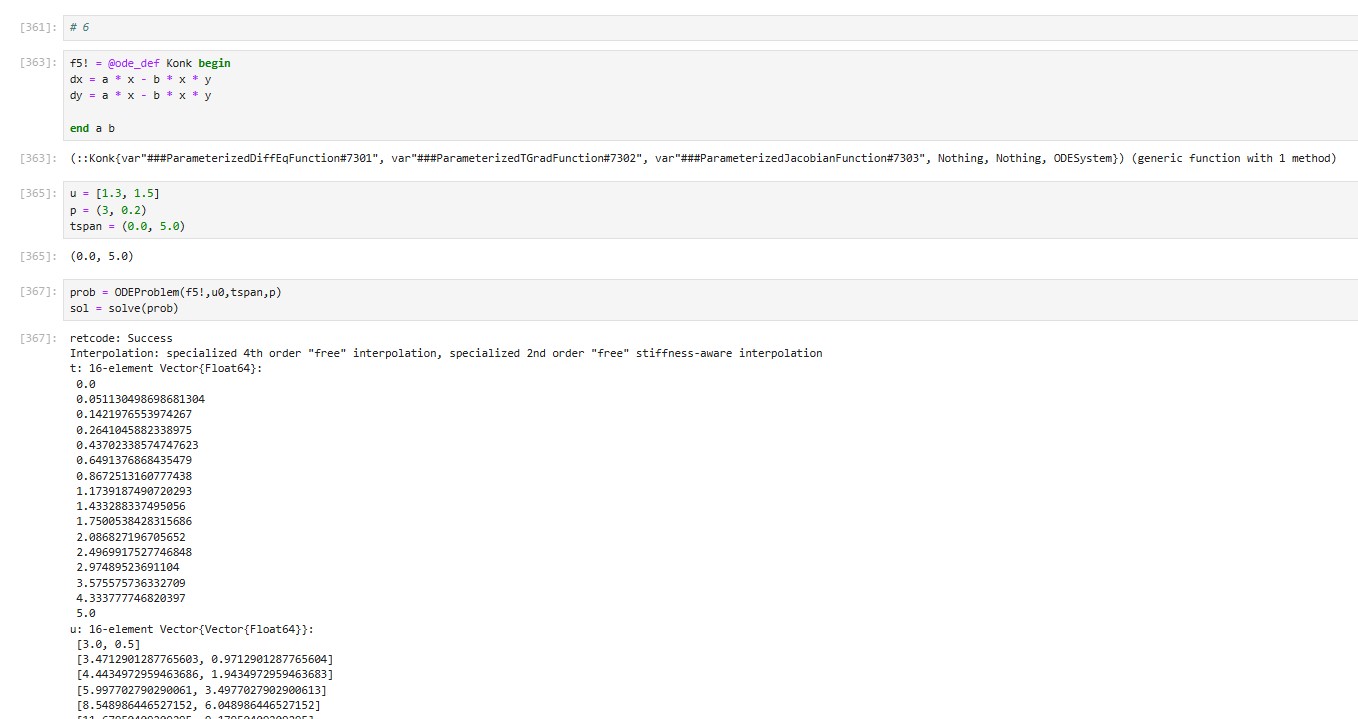 [361]: # 6
[363]: f5! = @ode_def Konk begin
dx = a * x - b * x * y
dy = a * x - b * x * y
end a b
[363]: (::Konk{var"###ParameterizedDiffEqFunction#7301", var"###ParameterizedTGradFunction#7302", var"###ParameterizedJacobianFunction#7303", Nothing, Nothing, ODESystem}) (generic function with 1 method)
[365]: u = [1.3, 1.5]
p = (3, 0.2)
tspan = (0.0, 5.0)
[365]: (0.0, 5.0)
[367]: prob = ODEProblem(f5!,u0,tspan,p)
sol = solve(prob)
[367]: retcode: Success
Interpolation: specialized 4th order "free" interpolation, specialized 2nd order "free" stiffness-aware interpolation
t: 16-element Vector{Float64}:
0.0
0.051130498698681304
0.1421976553974267
0.2641045882338975
0.43702338574747623
0.6491376868435479
0.8672513160777438
1.1739187490720293
1.433288337495056
1.7500538428315686
2.086827196705652
2.4969917527746848
2.97489523691104
3.575575736332709
4.333777746820397
5.0
u: 16-element Vector{Vector{Float64}}:
[3.0, 0.5]
[3.4712901287765603, 0.9712901287765604]
[4.4434972959463686, 1.9434972959463683]
[5.997702790290061, 3.4977027902900613]
[8.548986446527152, 6.048986446527152]